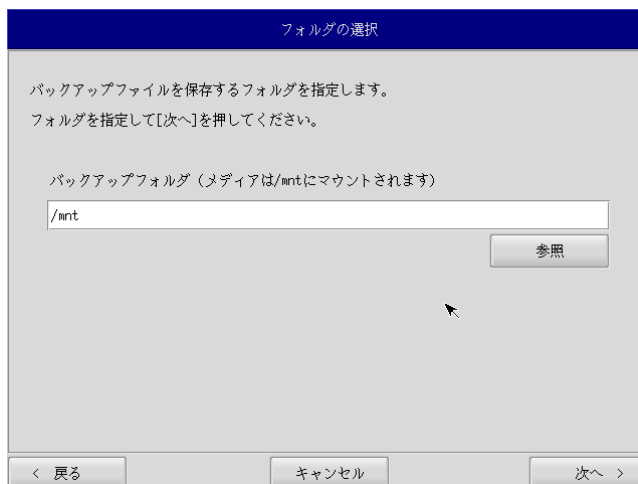 フォルダの選択
バックアップファイルを保存するフォルダを指定します。
フォルダを指定して[次へ]を押してください。
バックアップフォルダ（メディアは/mntにマウントされます）
/mnt
参照
< 戻る
キャンセル
次へ >